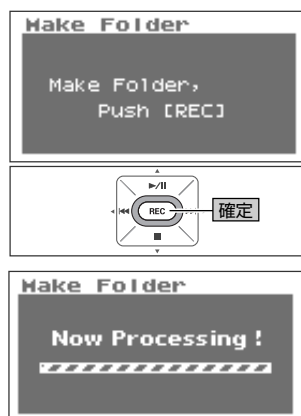 Make Folder
Make Folder,
Push [REC]
REC
確定
Make Folder
Now Processing !